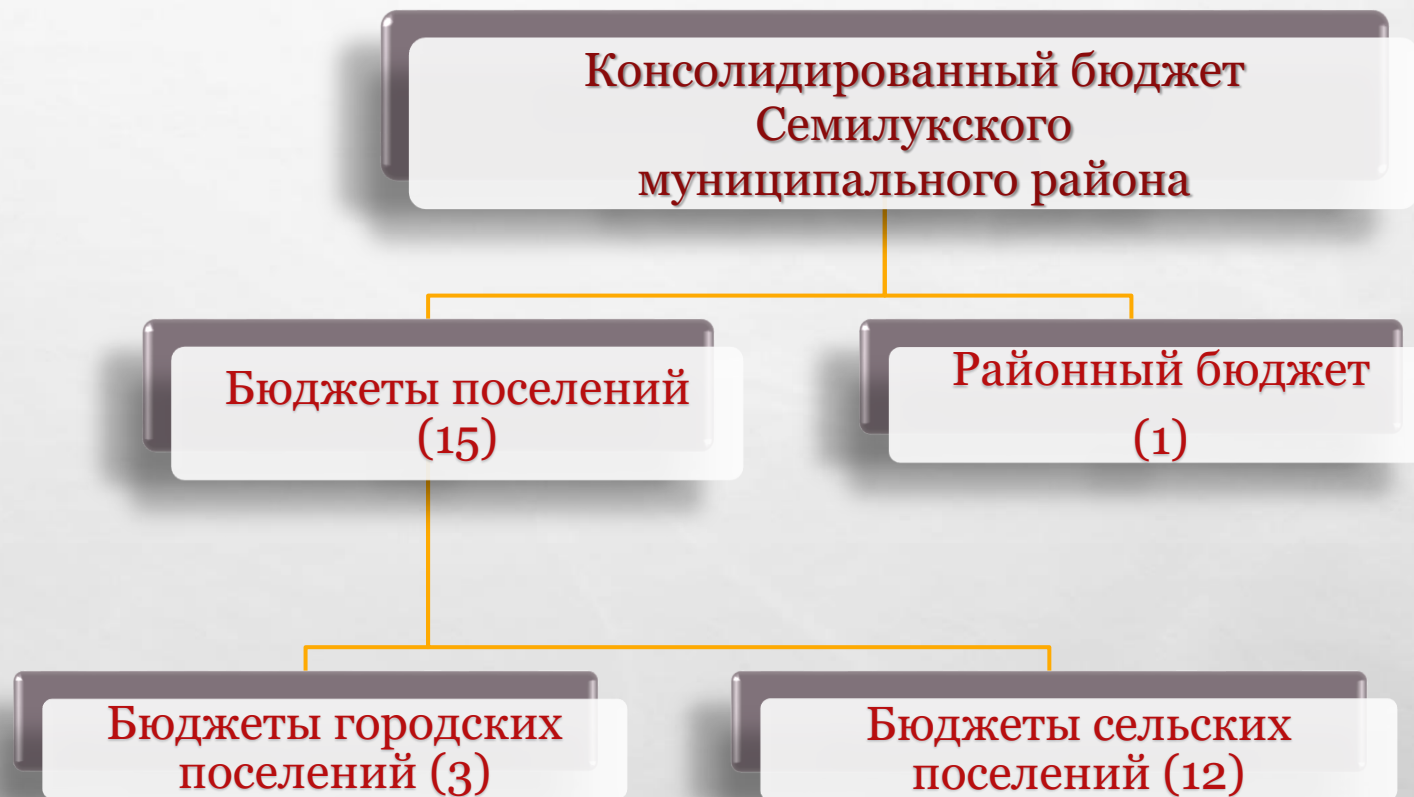 Консолидированный бюджет
Семилукского
муниципального района
Бюджеты поселений
(15)
Районный бюджет
(1)
Бюджеты городских
поселений (3)
Бюджеты сельских
поселений (12)